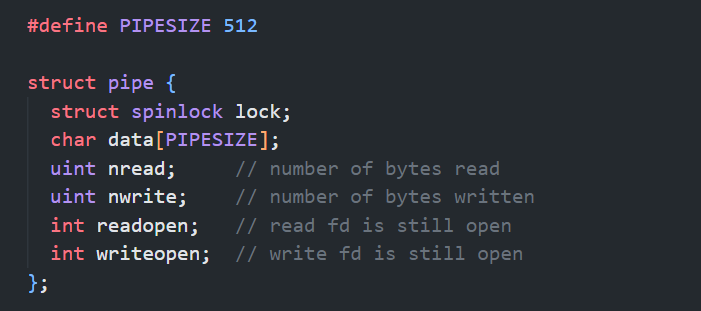 #define PIPESIZE 512

struct pipe {
  struct spinlock lock;
  char data[PIPESIZE];
  uint nread;     // number of bytes read
  uint nwrite;    // number of bytes written
  int readopen;   // read fd is still open
  int writeopen;  // write fd is still open
};